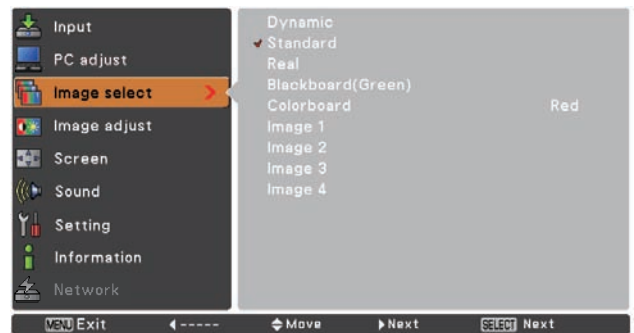 Input
PC adjust
Image select
Image adjust
Screen
Sound
Setting
Information
Network
Dynamic
Standard
Real
Blackboard(Green)
Colorboard Red
Image 1
Image 2
Image 3
Image 4
MENU Exit ----- Move Next SELECT Next